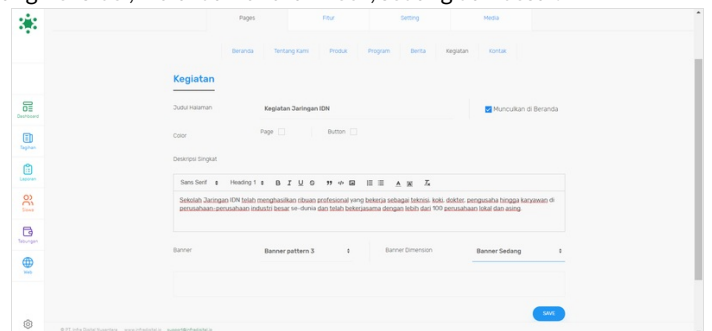 Pages Fitur Setting Media
Beranda Tentang Kami Produk Program Berita Kegiatan Kontak
Kegiatan
Judul Halaman Kegiatan Jaringan IDN Munculkan di Beranda
Color Page Button
Deskripsi Singkat
Sans Serif Heading 1 B I U S
Sekolah Jaringan IDN telah menghasilkan ribuan profesional yang bekerja sebagai teknisi, koki, dokter, pengusaha hingga karyawan di
perusahaan-perusahaan industri besar se-dunia dan telah bekerjasama dengan lebih dari 100 perusahaan lokal dan asing.
Banner Banner pattern 3 Banner Dimension Banner Sedang
SAVE
Dashboard
Tagihan
Laporan
Siswa
Tabungan
Web